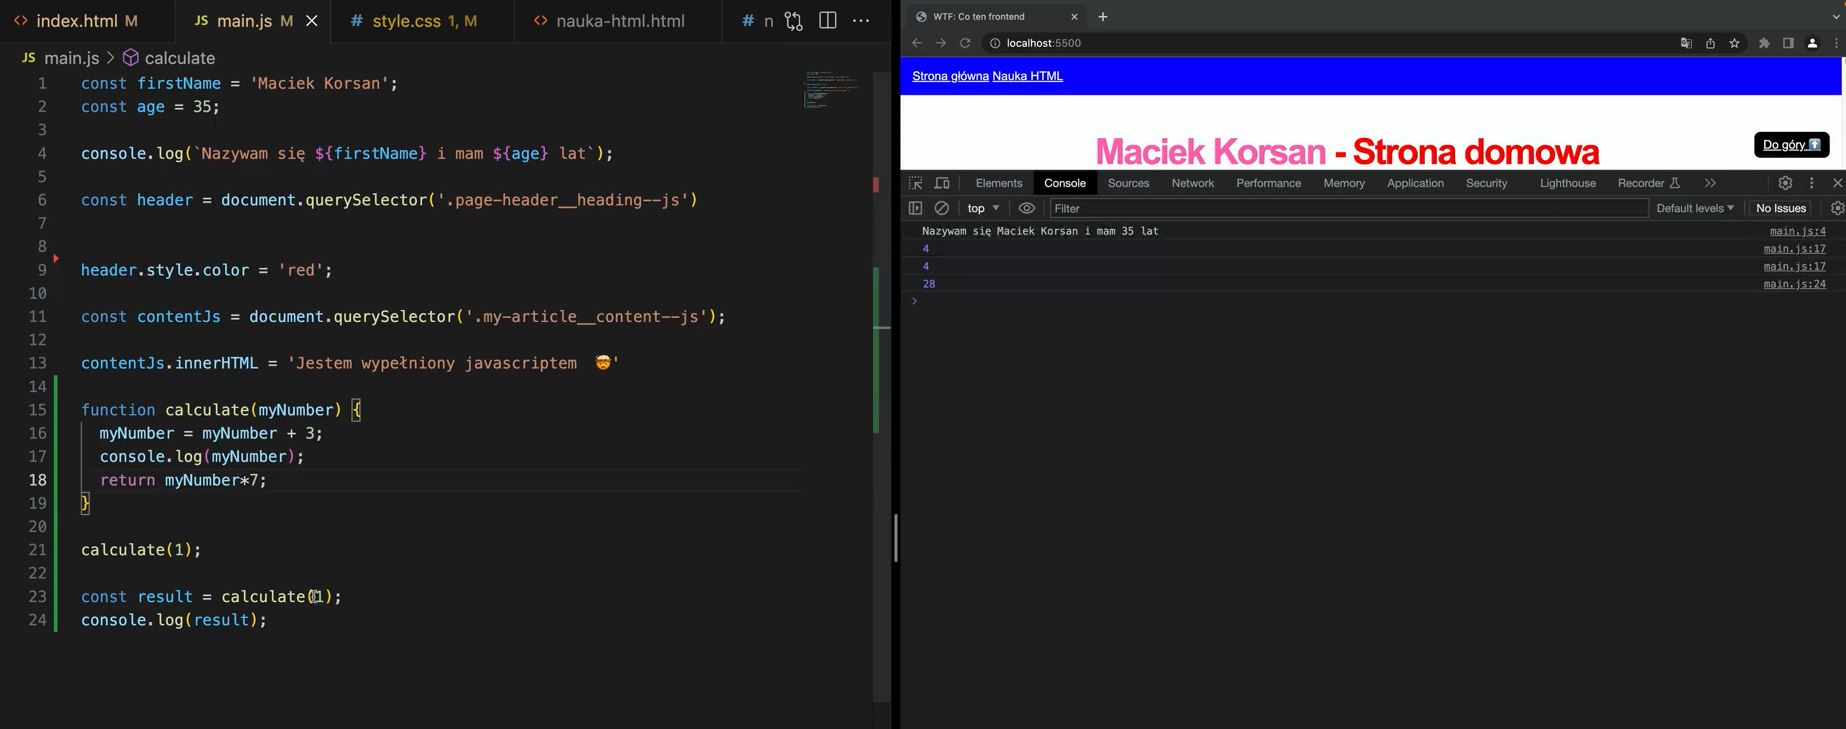 index.html M
JS main.js M
# style.css 1, M
nauka-html.html
# n
JS main.js > calculate
1 const firstName = 'Maciek Korsan';
2 const age = 35;
3
4 console.log(`Nazywam się ${firstName} i mam ${age} lat`);
5
6 const header = document.querySelector('.page-header__heading--js')
7
8
9 header.style.color = 'red';
10
11 const contentJs = document.querySelector('.my-article__content--js');
12
13 contentJs.innerHTML = 'Jestem wypełniony javascriptem 🤯'
14
15 function calculate(myNumber) {
16 myNumber = myNumber + 3;
17 console.log(myNumber);
18 return myNumber*7;
19 }
20
21 calculate(1);
22
23 const result = calculate(1);
24 console.log(result);
WTF: Co ten frontend
localhost:5500
Strona główna Nauka HTML
Maciek Korsan - Strona domowa
Do góry ⬆
Elements Console Sources Network Performance Memory Application Security Lighthouse Recorder
top Filter Default levels No Issues
Nazywam się Maciek Korsan i mam 35 lat main.js:4
4 main.js:17
4 main.js:17
28 main.js:24